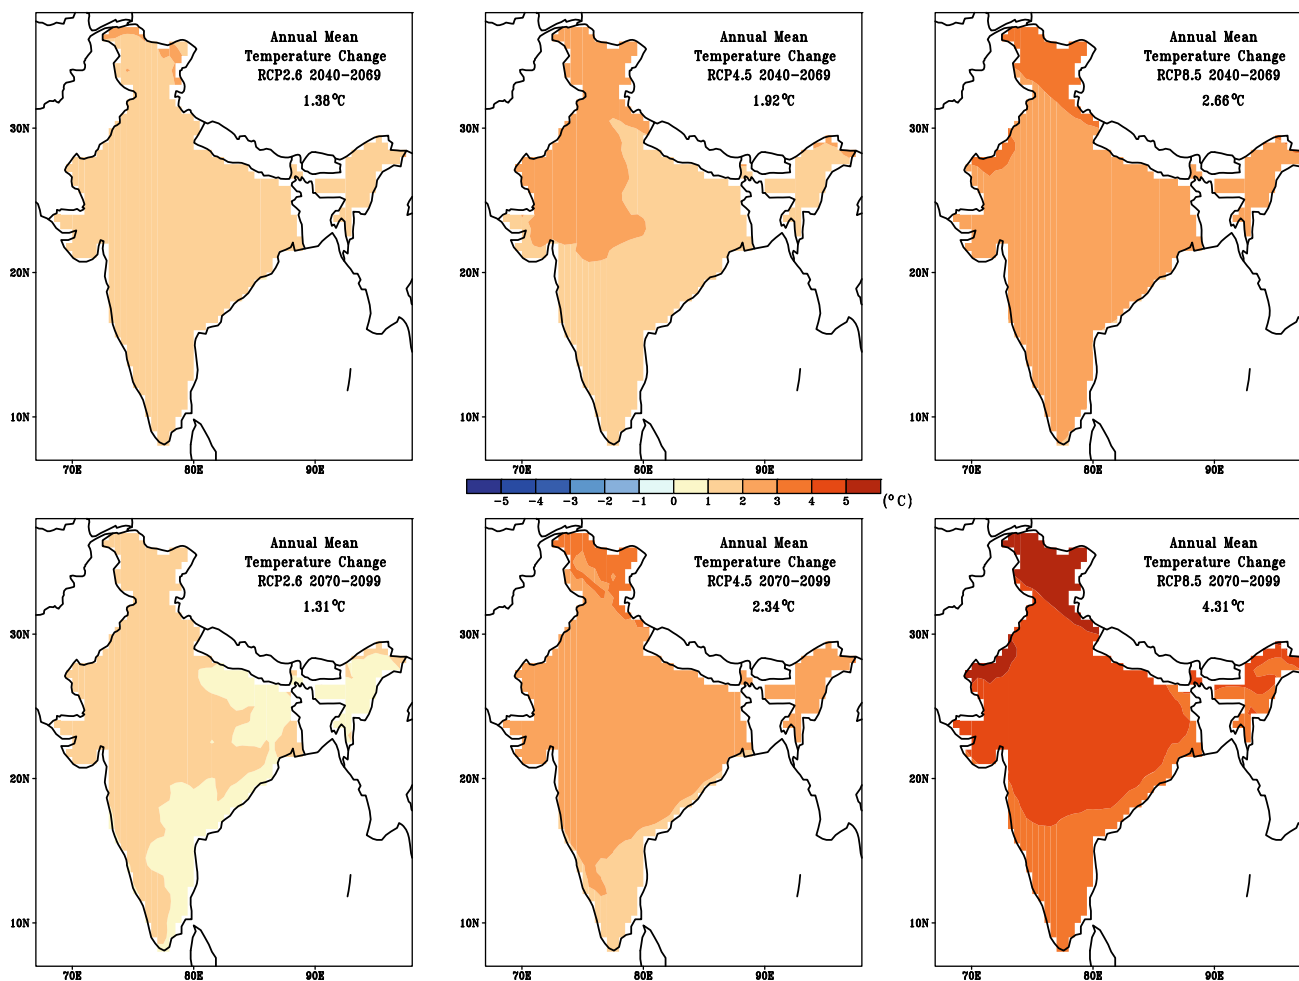 Annual Mean
Temperature Change
RCP2.6 2040-2069
1.38°C
30N
20N
10N
70E
80E
90E
Annual Mean
Temperature Change
RCP4.5 2040-2069
1.92°C
70E
80E
90E
Annual Mean
Temperature Change
RCP8.5 2040-2069
2.66°C
30N
20N
10N
70E
80E
90E
-5 -4 -3 -2 -1 0 1 2 3 4 5 (°C)
Annual Mean
Temperature Change
RCP2.6 2070-2099
1.31°C
30N
20N
10N
70E
80E
90E
Annual Mean
Temperature Change
RCP4.5 2070-2099
2.34°C
30N
20N
10N
70E
80E
90E
Annual Mean
Temperature Change
RCP8.5 2070-2099
4.31°C
30N
20N
10N
70E
80E
90E